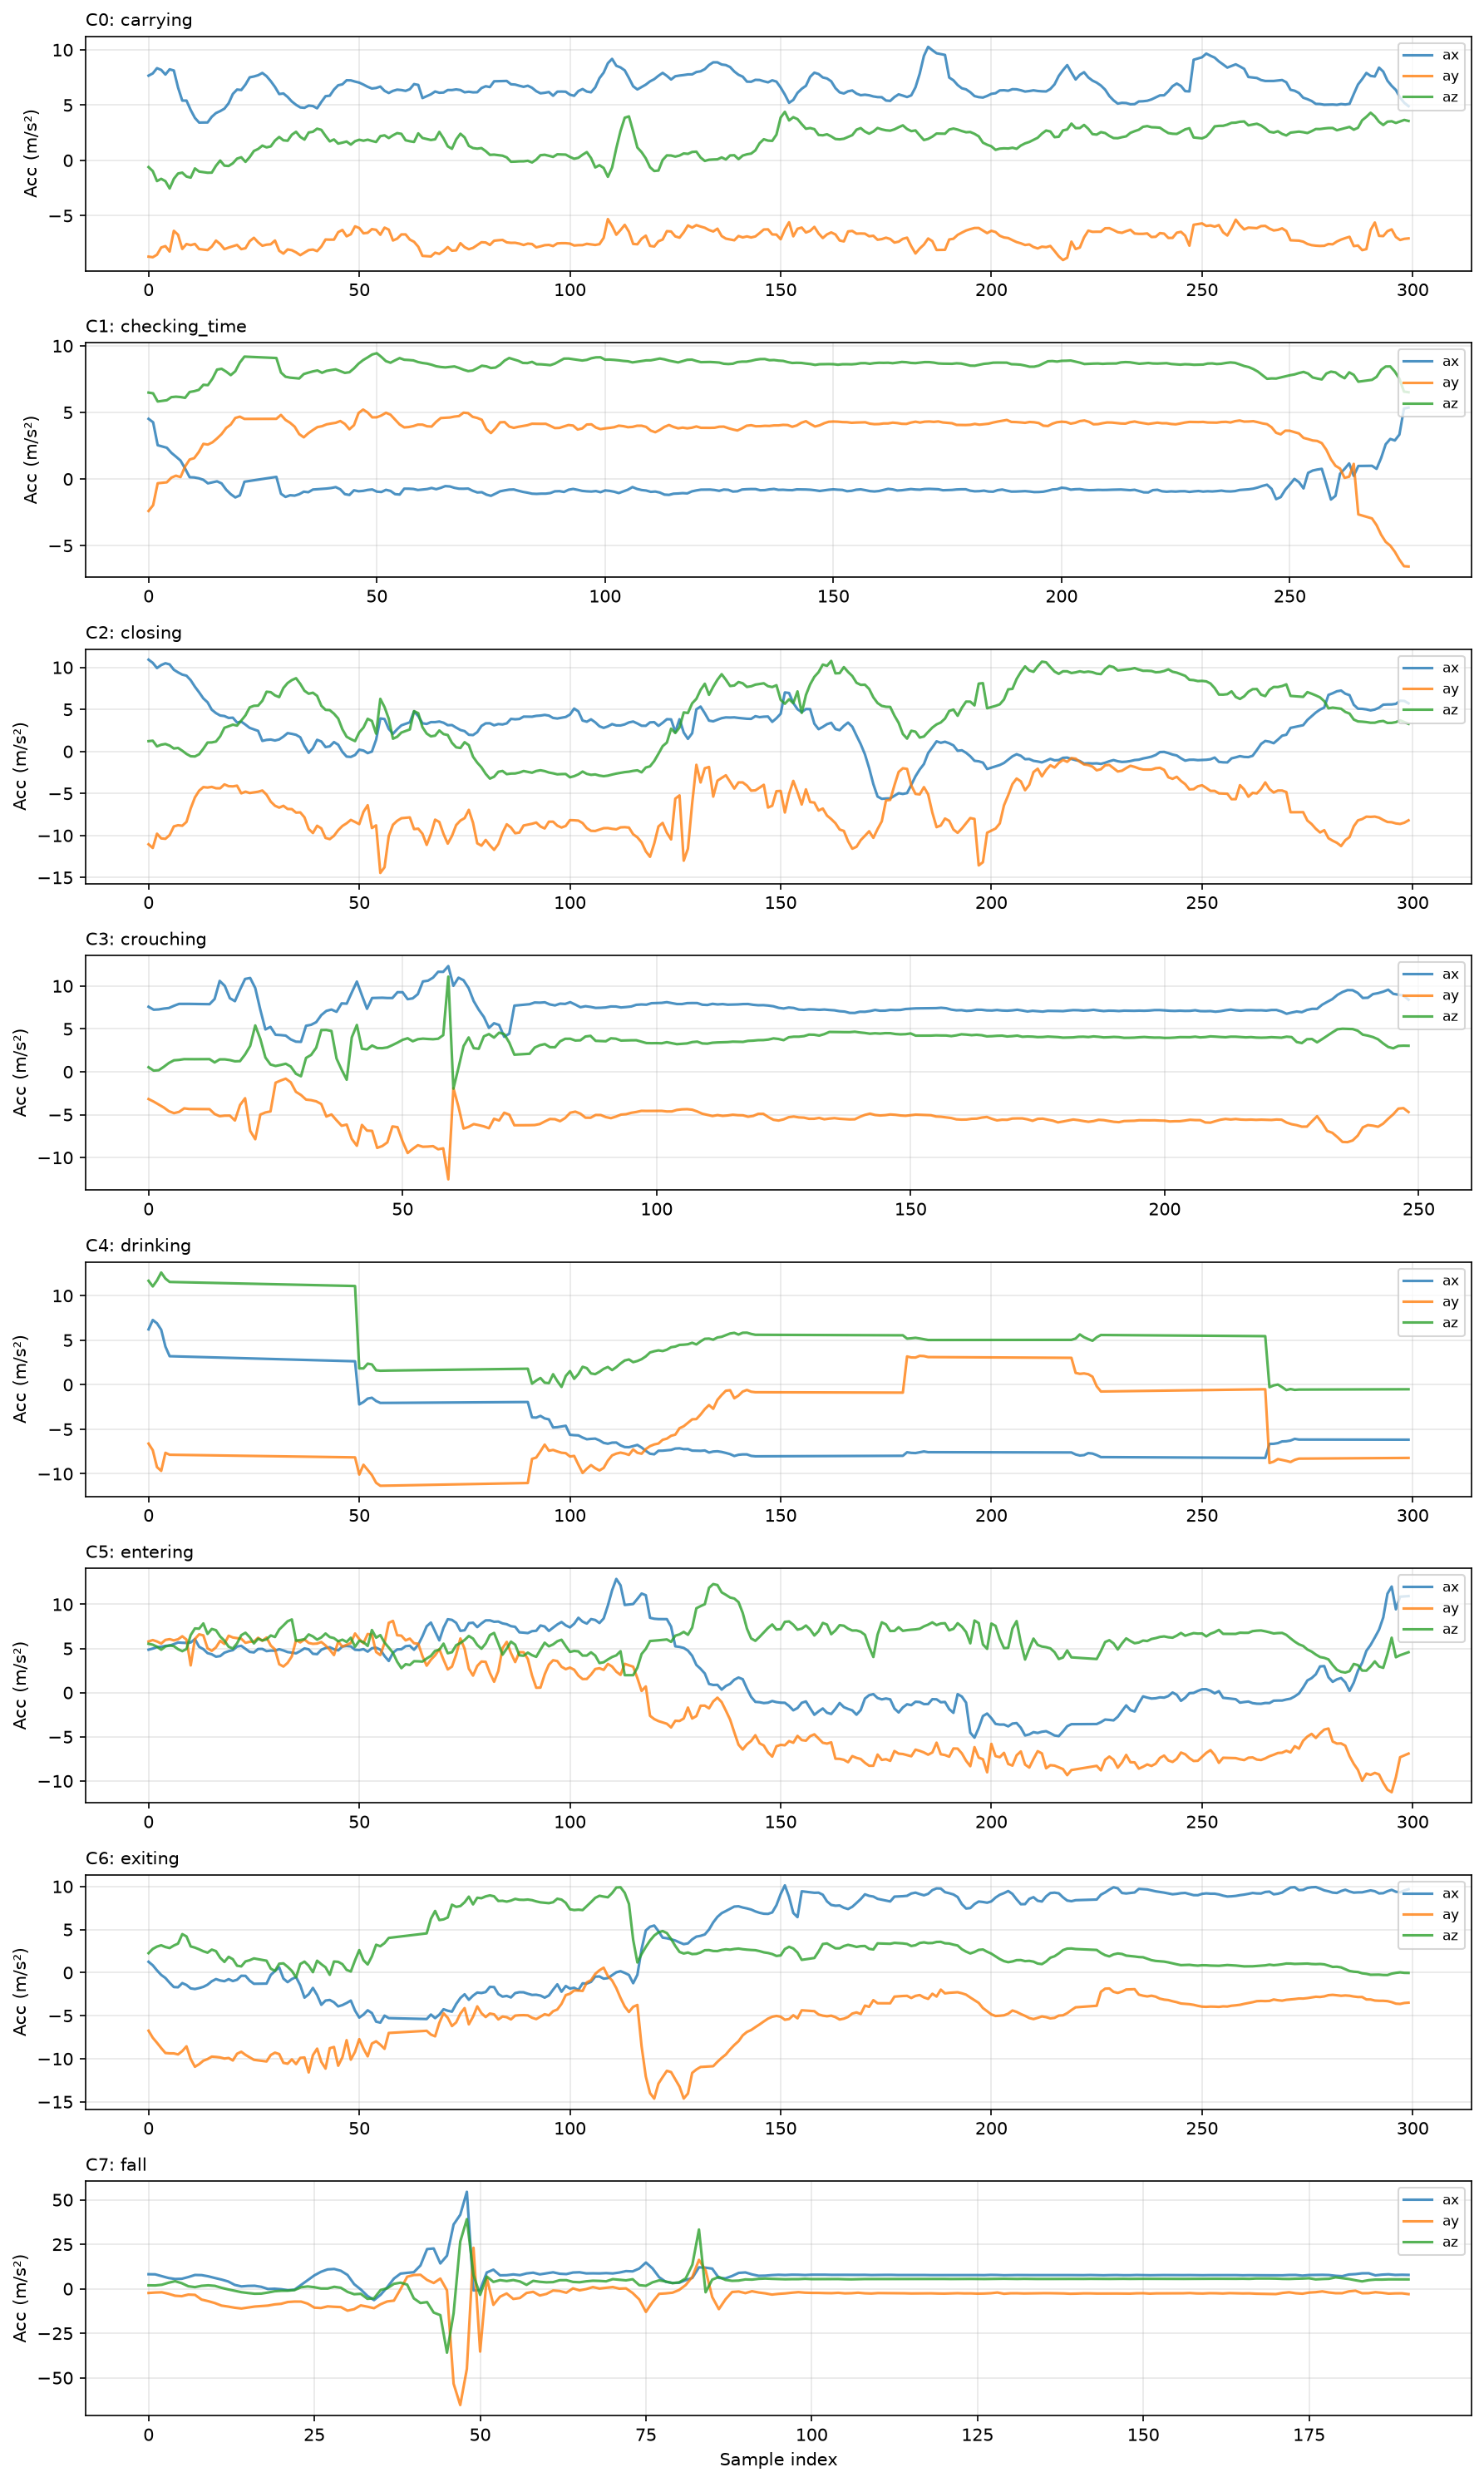 C0: carrying
10
5
0
−5
Acc (m/s²)
ax
ay
az
0 50 100 150 200 250 300
C1: checking_time
10
5
0
−5
Acc (m/s²)
ax
ay
az
0 50 100 150 200 250
C2: closing
10
5
0
−5
−10
−15
Acc (m/s²)
ax
ay
az
0 50 100 150 200 250 300
C3: crouching
10
5
0
−5
−10
Acc (m/s²)
ax
ay
az
0 50 100 150 200 250
C4: drinking
10
5
0
−5
−10
Acc (m/s²)
ax
ay
az
0 50 100 150 200 250 300
C5: entering
10
5
0
−5
−10
Acc (m/s²)
ax
ay
az
0 50 100 150 200 250 300
C6: exiting
10
5
0
−5
−10
−15
Acc (m/s²)
ax
ay
az
0 50 100 150 200 250 300
C7: fall
50
25
0
−25
−50
Acc (m/s²)
ax
ay
az
0 25 50 75 100 125 150 175
Sample index